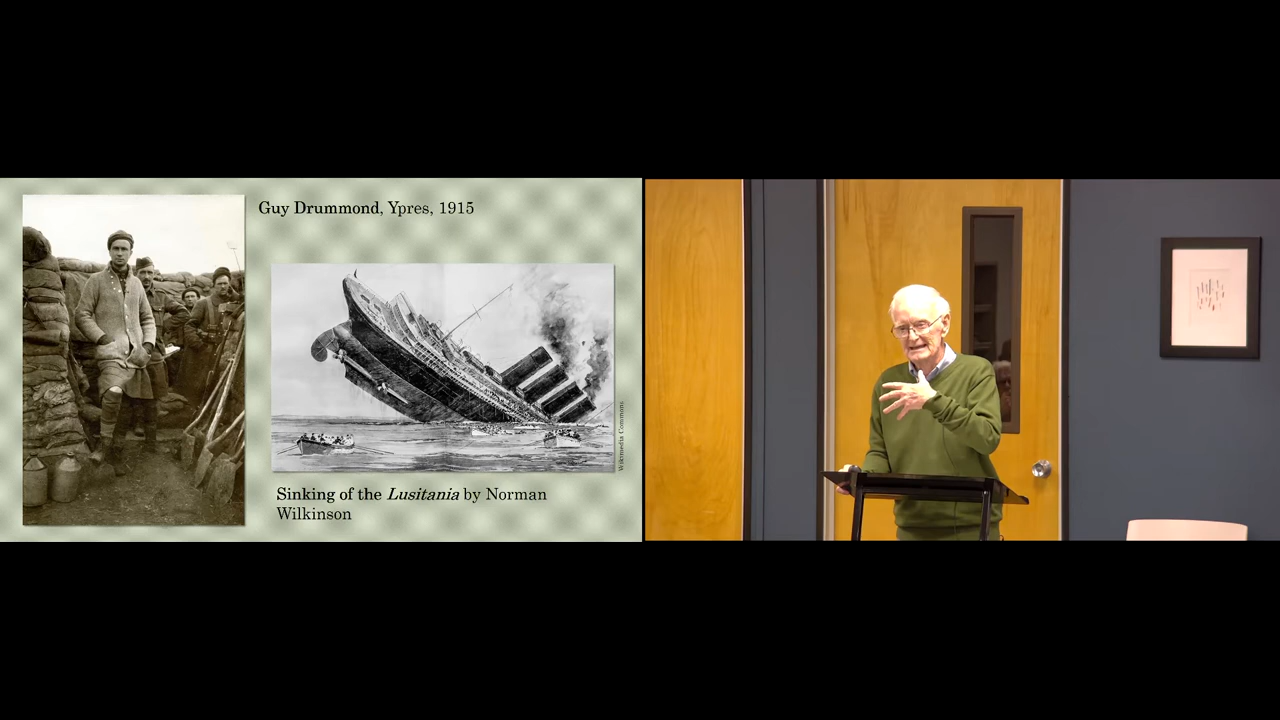 Guy Drummond, Ypres, 1915
Wikimedia Commons
Sinking of the Lusitania by Norman
Wilkinson